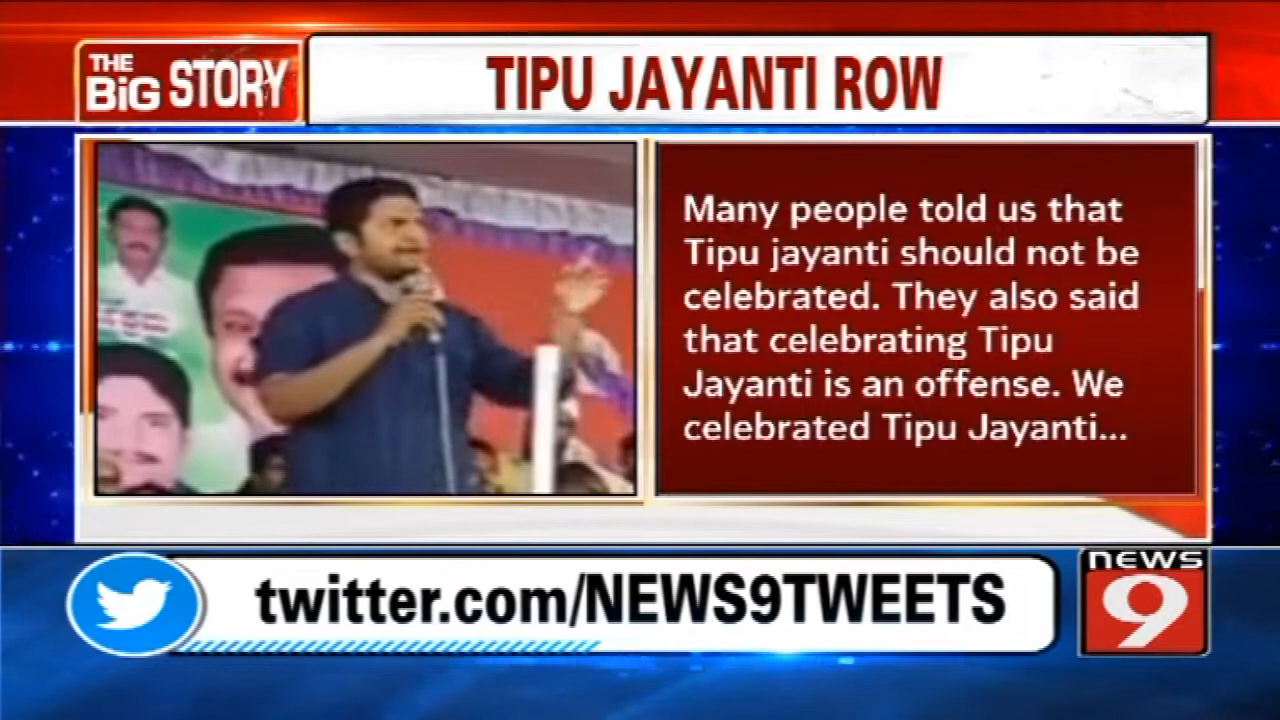 THE
BiG STORY
TIPU JAYANTI ROW
Many people told us that
Tipu jayanti should not be
celebrated. They also said
that celebrating Tipu
Jayanti is an offense. We
celebrated Tipu Jayanti...
twitter.com/NEWS9TWEETS
NEWS
9